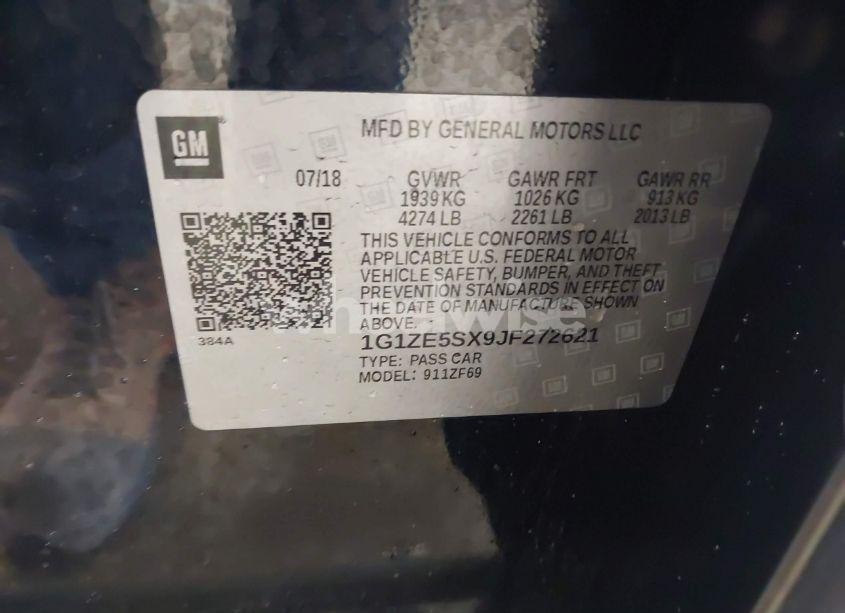 GM
MFD BY GENERAL MOTORS LLC
07/18 GVWR GAWR FRT GAWR RR
1939 KG 1026 KG 913 KG
4274 LB 2261 LB 2013 LB
THIS VEHICLE CONFORMS TO ALL
APPLICABLE U.S. FEDERAL MOTOR
VEHICLE SAFETY, BUMPER, AND THEFT
PREVENTION STANDARDS IN EFFECT ON
THE DATE OF MANUFACTURE SHOWN
ABOVE.
384A
1G1ZE5SX9JF272621
TYPE: PASS CAR
MODEL: 911ZF69